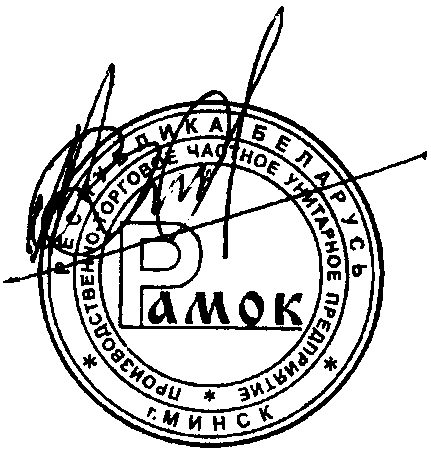 РЕСПУБЛИКА БЕЛАРУСЬ
ПРОИЗВОДСТВЕННО-ТОРГОВОЕ ЧАСТНОЕ УНИТАРНОЕ ПРЕДПРИЯТИЕ
Рамок
г. МИНСК